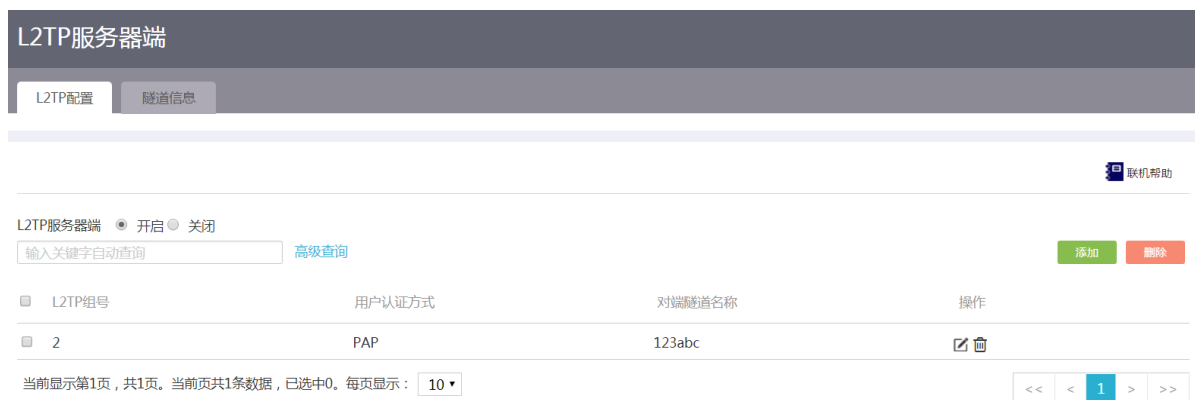 L2TP服务器端
L2TP配置 隧道信息
联机帮助
L2TP服务器端 开启 关闭
输入关键字自动查询 高级查询 添加 删除
L2TP组号 用户认证方式 对端隧道名称 操作
2 PAP 123abc
当前显示第1页，共1页。当前页共1条数据，已选中0。每页显示： 10
<< < 1 > >>